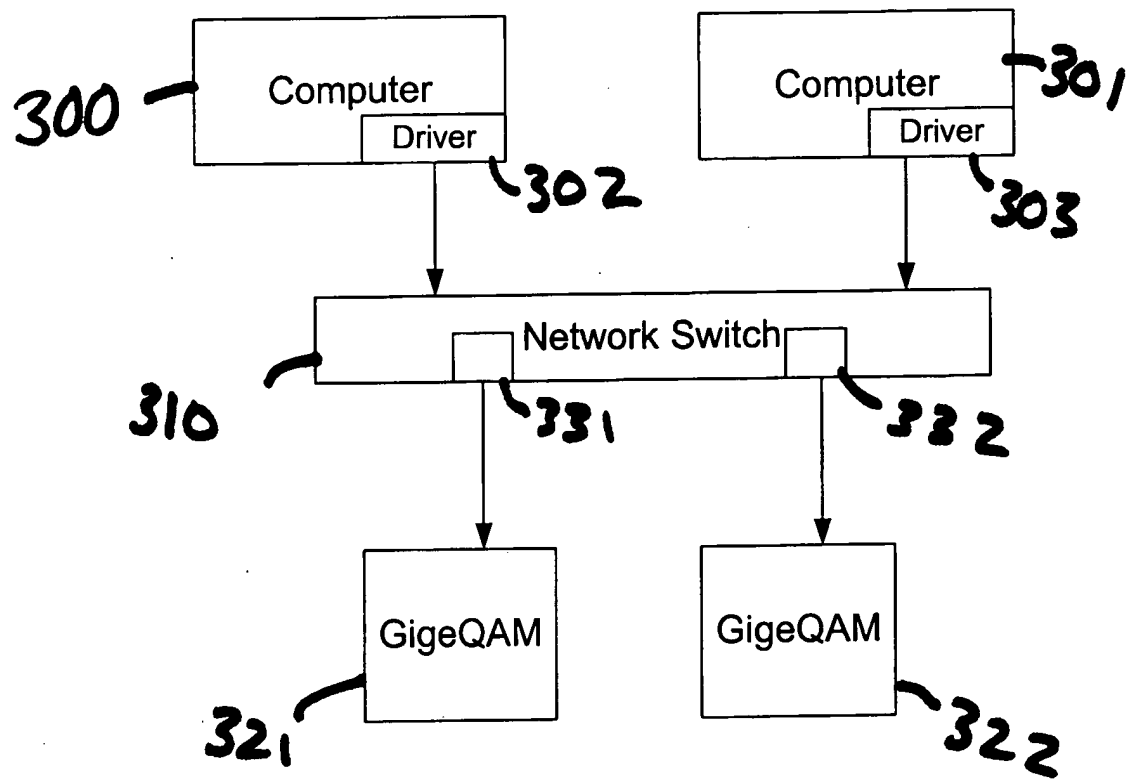 Computer
Computer
300
301
Driver
Driver
302
303
Network Switch
310
331
332
GigeQAM
GigeQAM
321
322